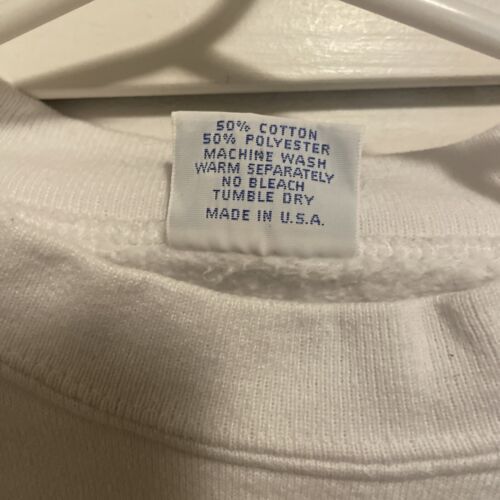 50% COTTON
50% POLYESTER
MACHINE WASH
WARM SEPARATELY
NO BLEACH
TUMBLE DRY
MADE IN U.S.A.